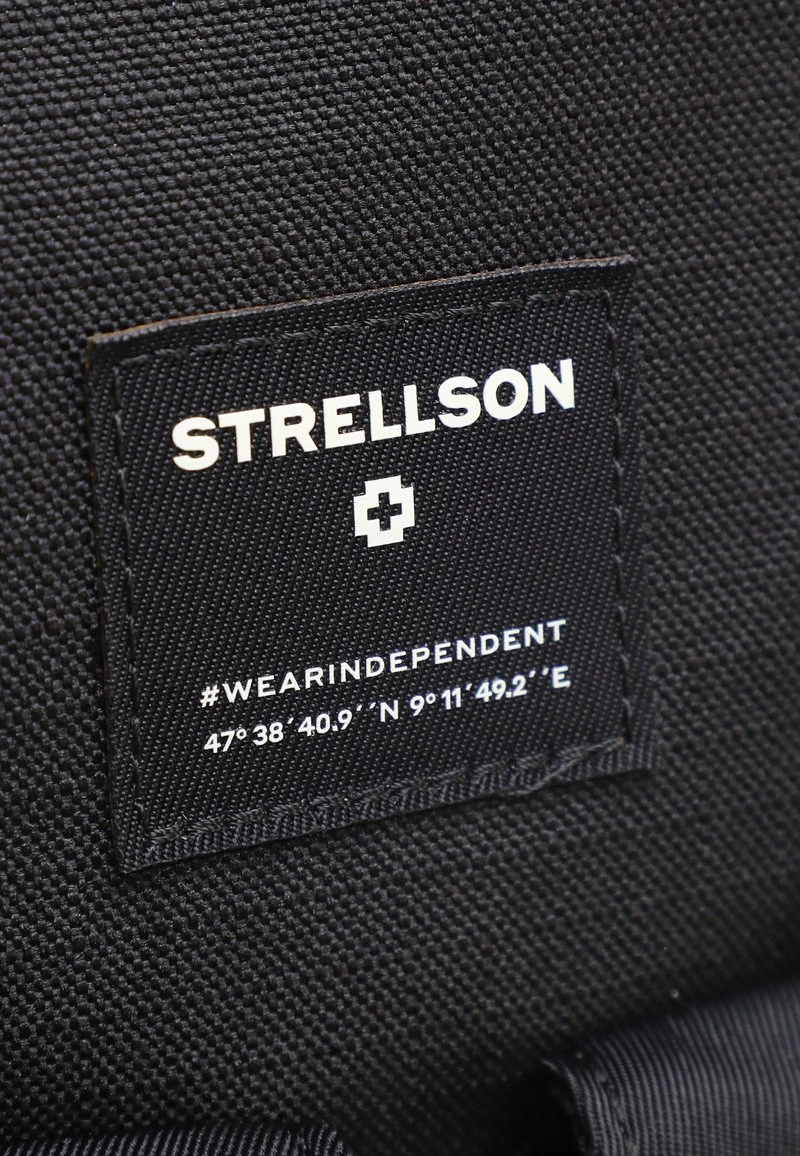 STRELLSON
#WEARINDEPENDENT
47° 38´40.9´´N 9° 11´49.2´´E